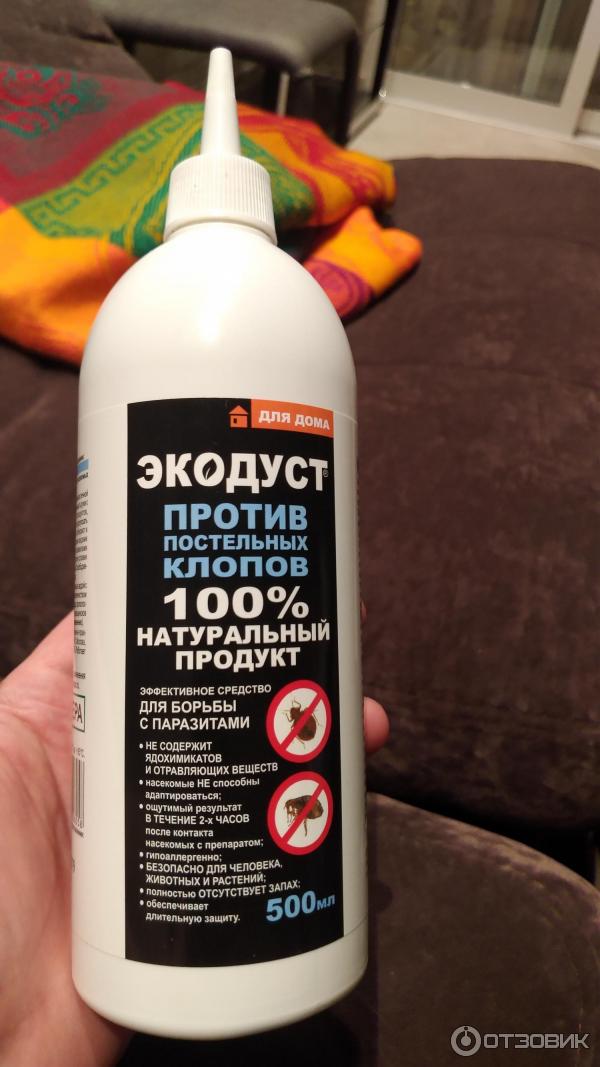 ДЛЯ ДОМА
ЭКОДУСТ®
ПРОТИВ
ПОСТЕЛЬНЫХ
КЛОПОВ
100%
НАТУРАЛЬНЫЙ
ПРОДУКТ
ЭФФЕКТИВНОЕ СРЕДСТВО
ДЛЯ БОРЬБЫ
С ПАРАЗИТАМИ
• НЕ СОДЕРЖИТ
ЯДОХИМИКАТОВ
И ОТРАВЛЯЮЩИХ ВЕЩЕСТВ
• насекомые НЕ способны
адаптироваться;
• ощутимый результат
В ТЕЧЕНИЕ 2-х ЧАСОВ
после контакта
насекомых с препаратом;
• гипоаллергенно;
• БЕЗОПАСНО ДЛЯ ЧЕЛОВЕКА,
ЖИВОТНЫХ И РАСТЕНИЙ;
• полностью ОТСУТСТВУЕТ ЗАПАХ;
• обеспечивает
длительную защиту.
500мл
ОТЗОВИК